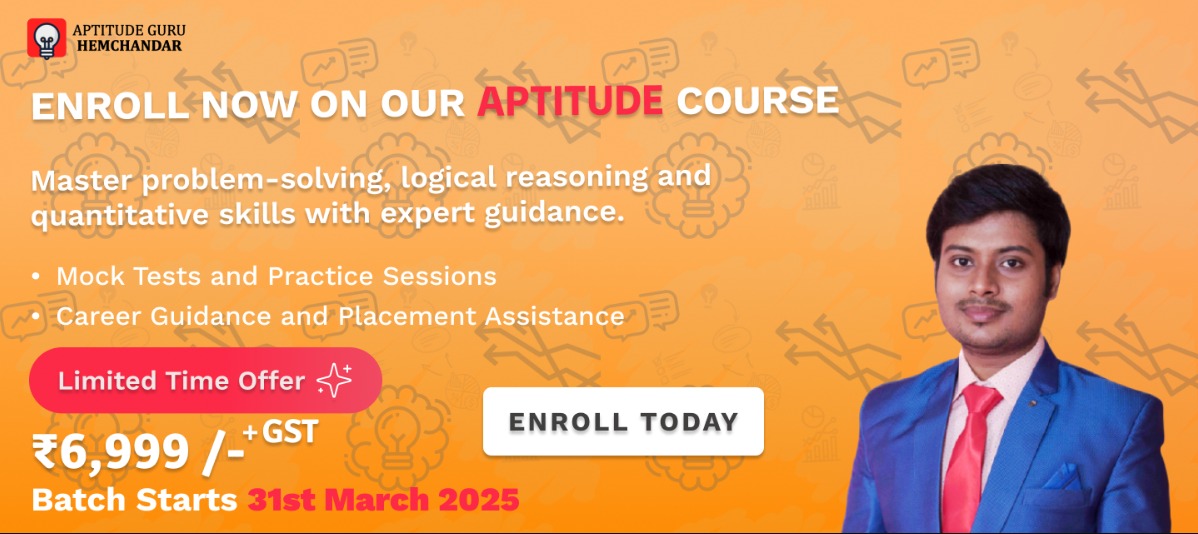 APTITUDE GURU
HEMCHANDAR
ENROLL NOW ON OUR APTITUDE COURSE
Master problem-solving, logical reasoning and
quantitative skills with expert guidance.
• Mock Tests and Practice Sessions
• Career Guidance and Placement Assistance
Limited Time Offer
₹6,999 /- + GST
ENROLL TODAY
Batch Starts 31st March 2025